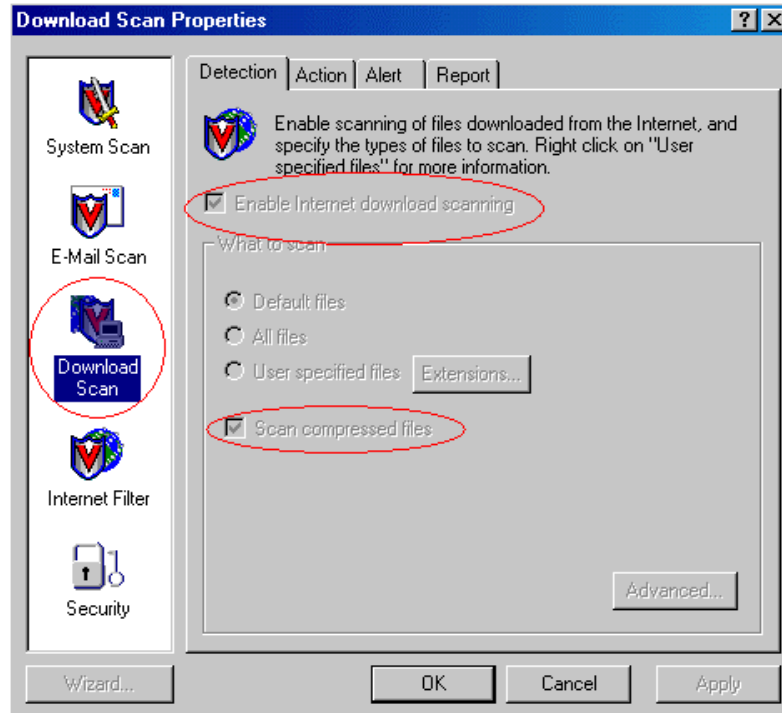 Download Scan Properties
System Scan
E-Mail Scan
Download
Scan
Internet Filter
Security
Detection
Action
Alert
Report
Enable scanning of files downloaded from the Internet, and
specify the types of files to scan. Right click on "User
specified files" for more information.
Enable Internet download scanning
What to scan
Default files
All files
User specified files
Extensions...
Scan compressed files
Advanced...
Wizard...
OK
Cancel
Apply